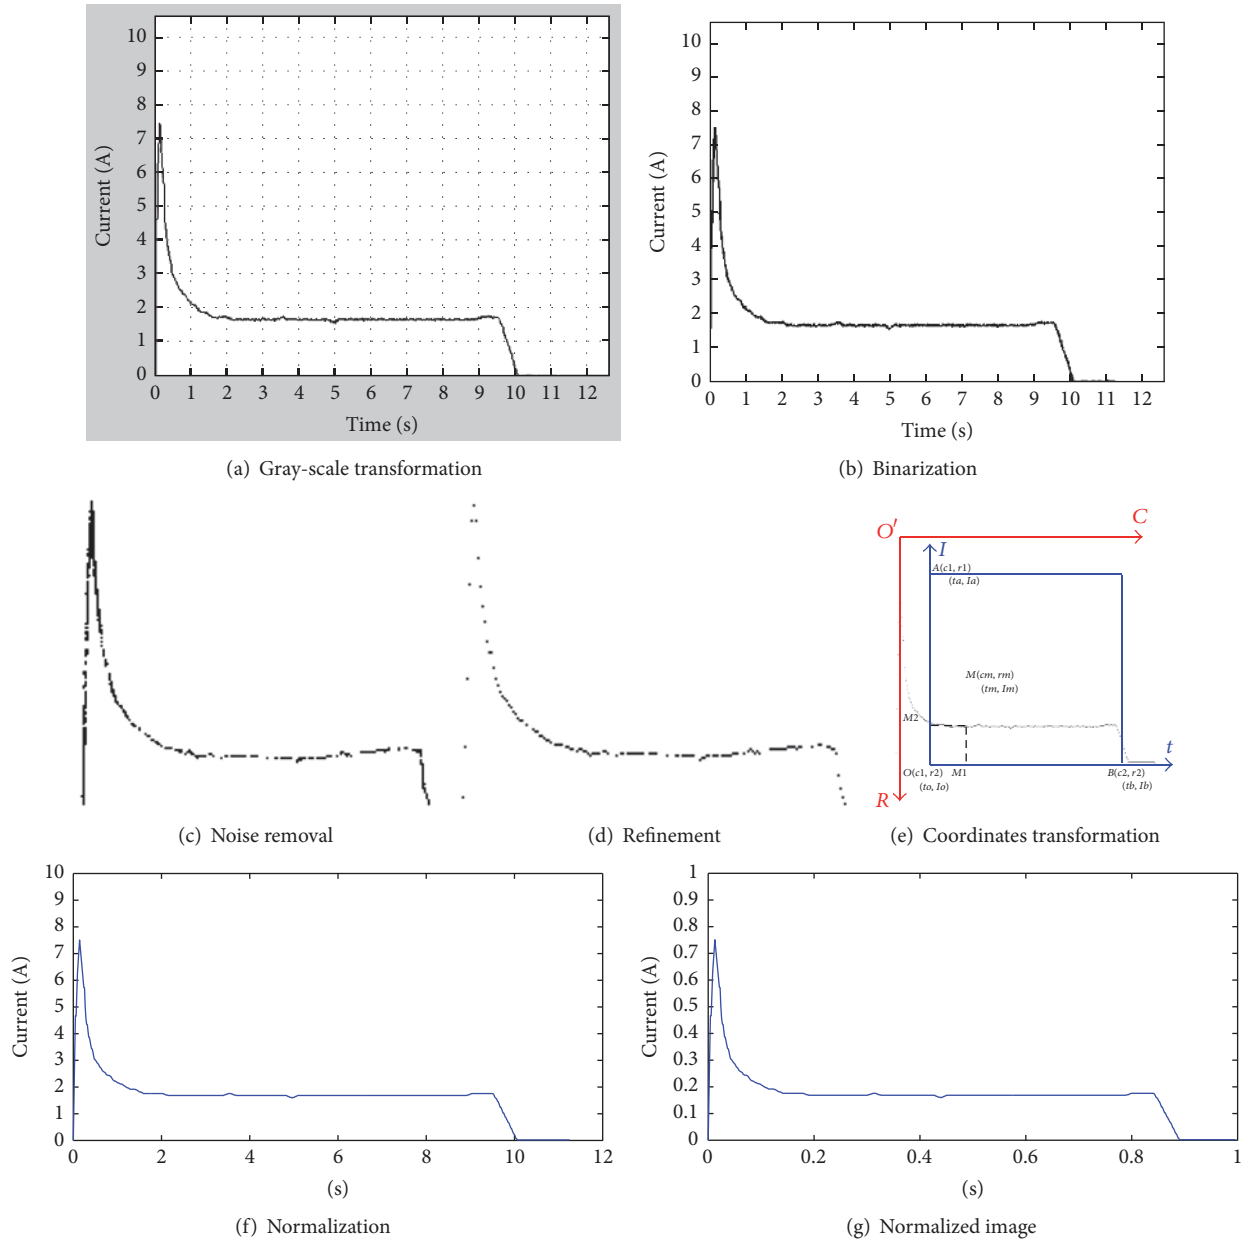 10
9
8
7
6
5
4
3
2
1
0
Current (A)
0 1 2 3 4 5 6 7 8 9 10 11 12
Time (s)
(a) Gray-scale transformation
10
9
8
7
6
5
4
3
2
1
0
Current (A)
0 1 2 3 4 5 6 7 8 9 10 11 12
Time (s)
(b) Binarization
(c) Noise removal
(d) Refinement
O′
C
I
A(c1, r1)
(ta, Ia)
M(cm, rm)
(tm, Im)
M2
t
O(c1, r2) M1 B(c2, r2)
(to, Io) (tb, Ib)
R
(e) Coordinates transformation
10
9
8
7
6
5
4
3
2
1
0
Current (A)
0 2 4 6 8 10 12
(s)
(f) Normalization
1
0.9
0.8
0.7
0.6
0.5
0.4
0.3
0.2
0.1
0
Current (A)
0 0.2 0.4 0.6 0.8 1
(s)
(g) Normalized image